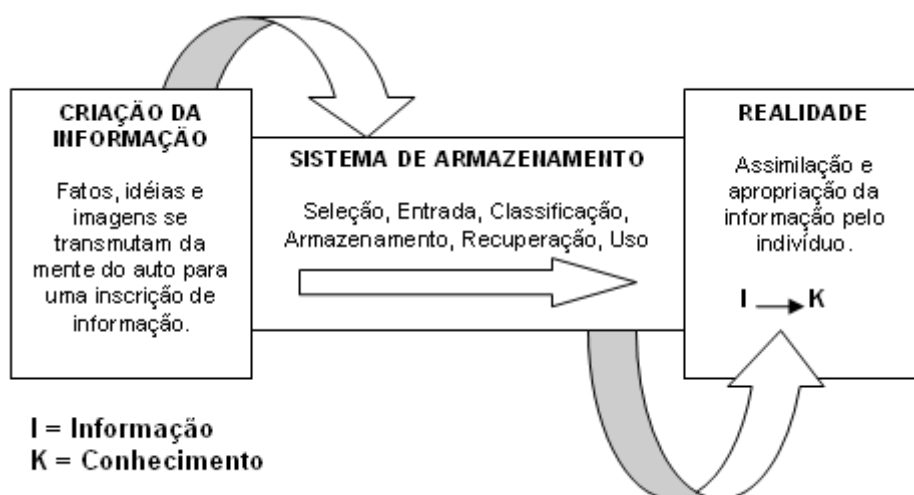 CRIAÇÃO DA
INFORMAÇÃO
Fatos, idéias e
imagens se
transmutam da
mente do auto para
uma inscrição de
informação.
SISTEMA DE ARMAZENAMENTO
Seleção, Entrada, Classificação,
Armazenamento, Recuperação, Uso
REALIDADE
Assimilação e
apropriação da
informação pelo
indivíduo.
I K
I = Informação
K = Conhecimento